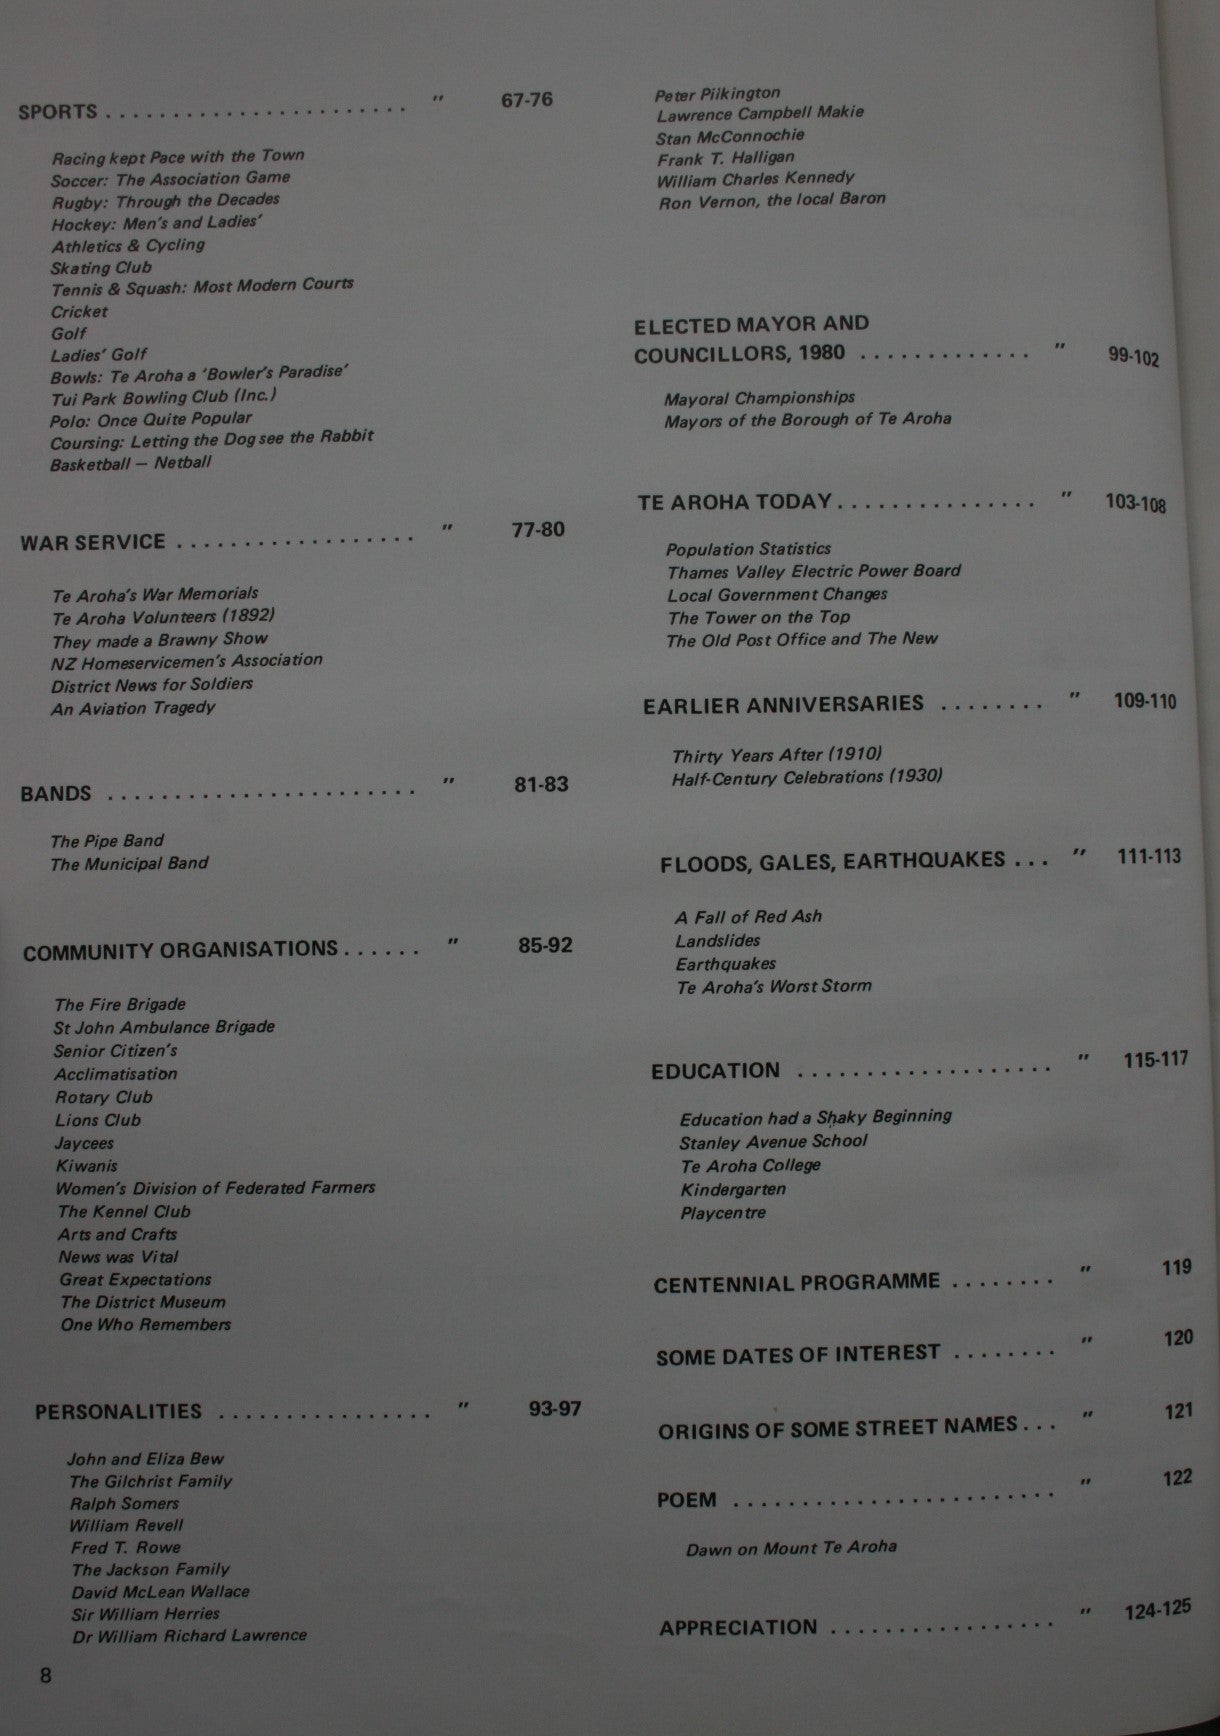 SPORTS . . . . . . . . . . . . . . . . . . . . . . . " 67-76
Racing kept Pace with the Town
Soccer: The Association Game
Rugby: Through the Decades
Hockey: Men's and Ladies'
Athletics & Cycling
Skating Club
Tennis & Squash: Most Modern Courts
Cricket
Golf
Ladies' Golf
Bowls: Te Aroha a 'Bowler's Paradise'
Tui Park Bowling Club (Inc.)
Polo: Once Quite Popular
Coursing: Letting the Dog see the Rabbit
Basketball — Netball
WAR SERVICE . . . . . . . . . . . . . . . . . . " 77-80
Te Aroha's War Memorials
Te Aroha Volunteers (1892)
They made a Brawny Show
NZ Homeservicemen's Association
District News for Soldiers
An Aviation Tragedy
BANDS . . . . . . . . . . . . . . . . . . . . . . . " 81-83
The Pipe Band
The Municipal Band
COMMUNITY ORGANISATIONS . . . . . . " 85-92
The Fire Brigade
St John Ambulance Brigade
Senior Citizen's
Acclimatisation
Rotary Club
Lions Club
Jaycees
Kiwanis
Women's Division of Federated Farmers
The Kennel Club
Arts and Crafts
News was Vital
Great Expectations
The District Museum
One Who Remembers
PERSONALITIES . . . . . . . . . . . . . . . . " 93-97
John and Eliza Bew
The Gilchrist Family
Ralph Somers
William Revell
Fred T. Rowe
The Jackson Family
David McLean Wallace
Sir William Herries
Dr William Richard Lawrence
8
Peter Pilkington
Lawrence Campbell Makie
Stan McConnochie
Frank T. Halligan
William Charles Kennedy
Ron Vernon, the local Baron
ELECTED MAYOR AND
COUNCILLORS, 1980 . . . . . . . . . . . . . " 99-102
Mayoral Championships
Mayors of the Borough of Te Aroha
TE AROHA TODAY . . . . . . . . . . . . . . . " 103-108
Population Statistics
Thames Valley Electric Power Board
Local Government Changes
The Tower on the Top
The Old Post Office and The New
EARLIER ANNIVERSARIES . . . . . . . . " 109-110
Thirty Years After (1910)
Half-Century Celebrations (1930)
FLOODS, GALES, EARTHQUAKES . . . " 111-113
A Fall of Red Ash
Landslides
Earthquakes
Te Aroha's Worst Storm
EDUCATION . . . . . . . . . . . . . . . . . . . " 115-117
Education had a Shaky Beginning
Stanley Avenue School
Te Aroha College
Kindergarten
Playcentre
CENTENNIAL PROGRAMME . . . . . . . . " 119
SOME DATES OF INTEREST . . . . . . . . " 120
ORIGINS OF SOME STREET NAMES . . . " 121
POEM . . . . . . . . . . . . . . . . . . . . . . . . " 122
Dawn on Mount Te Aroha
APPRECIATION . . . . . . . . . . . . . . . . . " 124-125